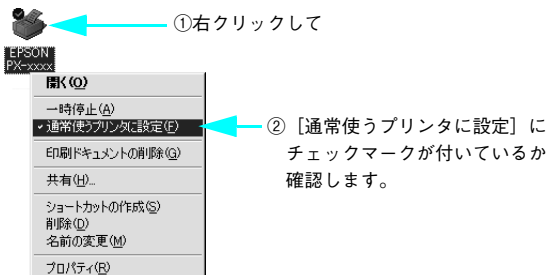 ①右クリックして
EPSON
PX-xxxx
開く(O)
一時停止(A)
通常使うプリンタに設定(F)
②［通常使うプリンタに設定］に
チェックマークが付いているか
確認します。
印刷ドキュメントの削除(G)
共有(H)...
ショートカットの作成(S)
削除(D)
名前の変更(M)
プロパティ(R)